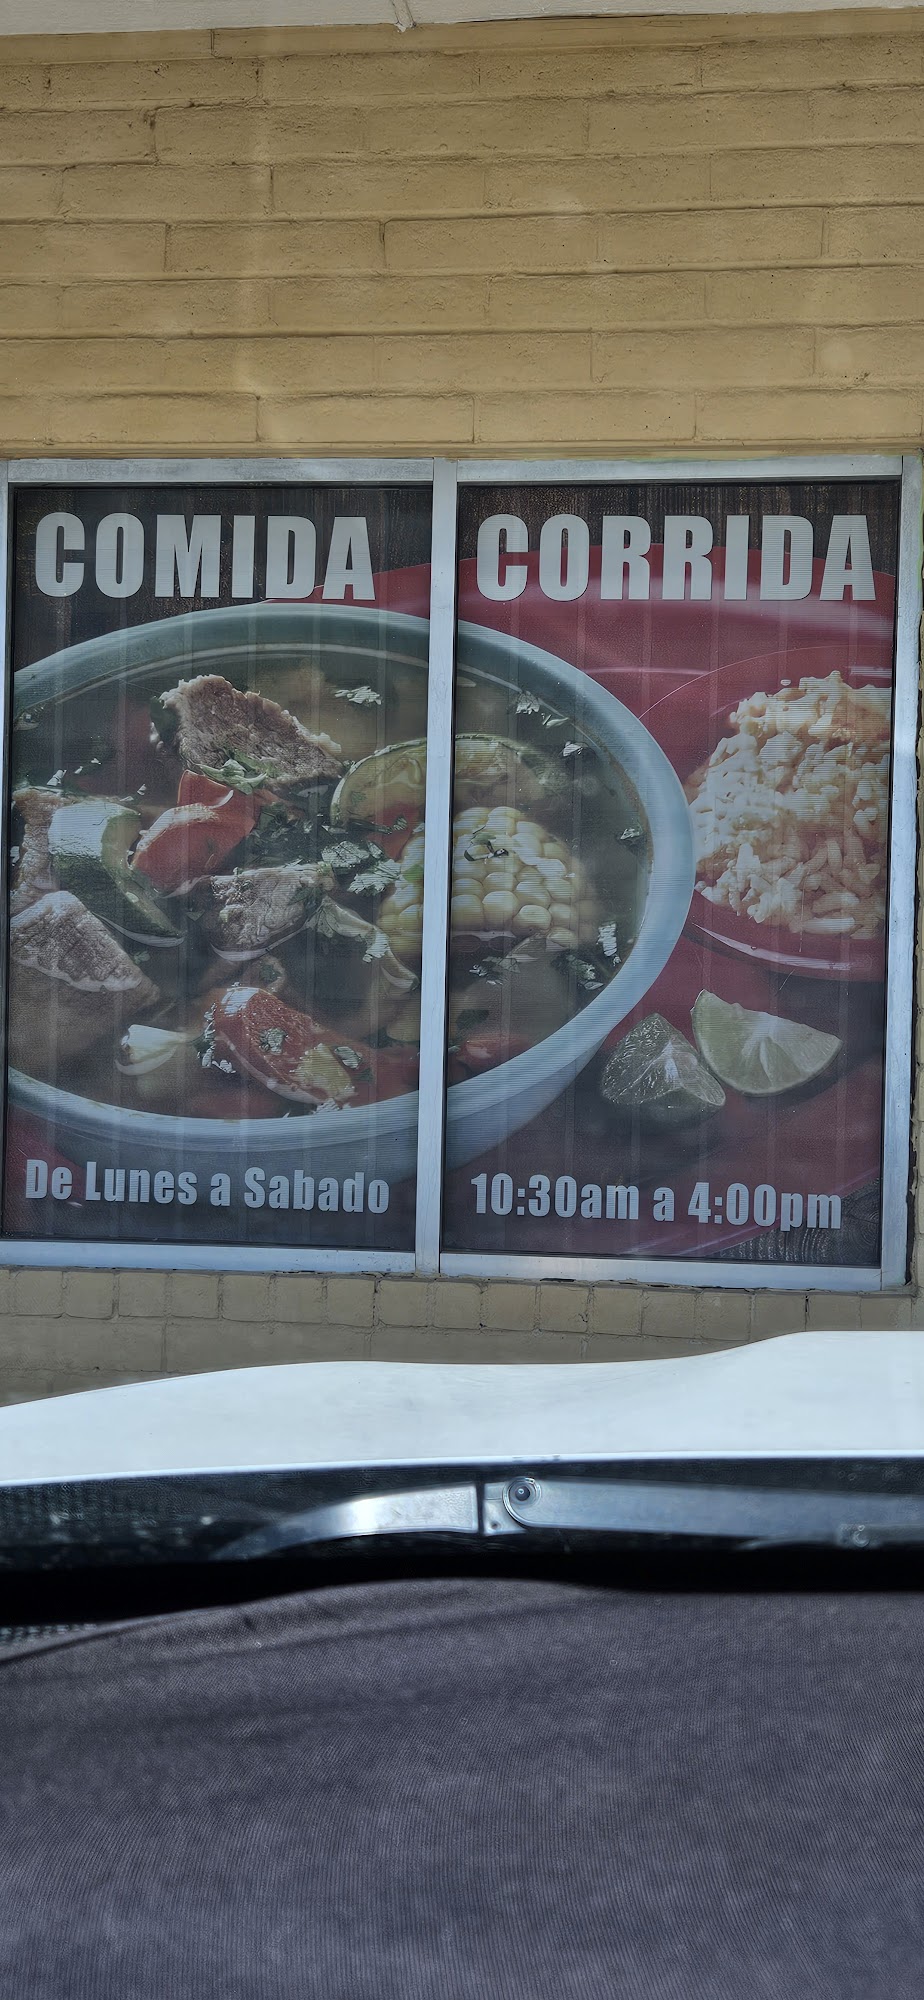 COMIDA CORRIDA
De Lunes a Sabado 10:30am a 4:00pm